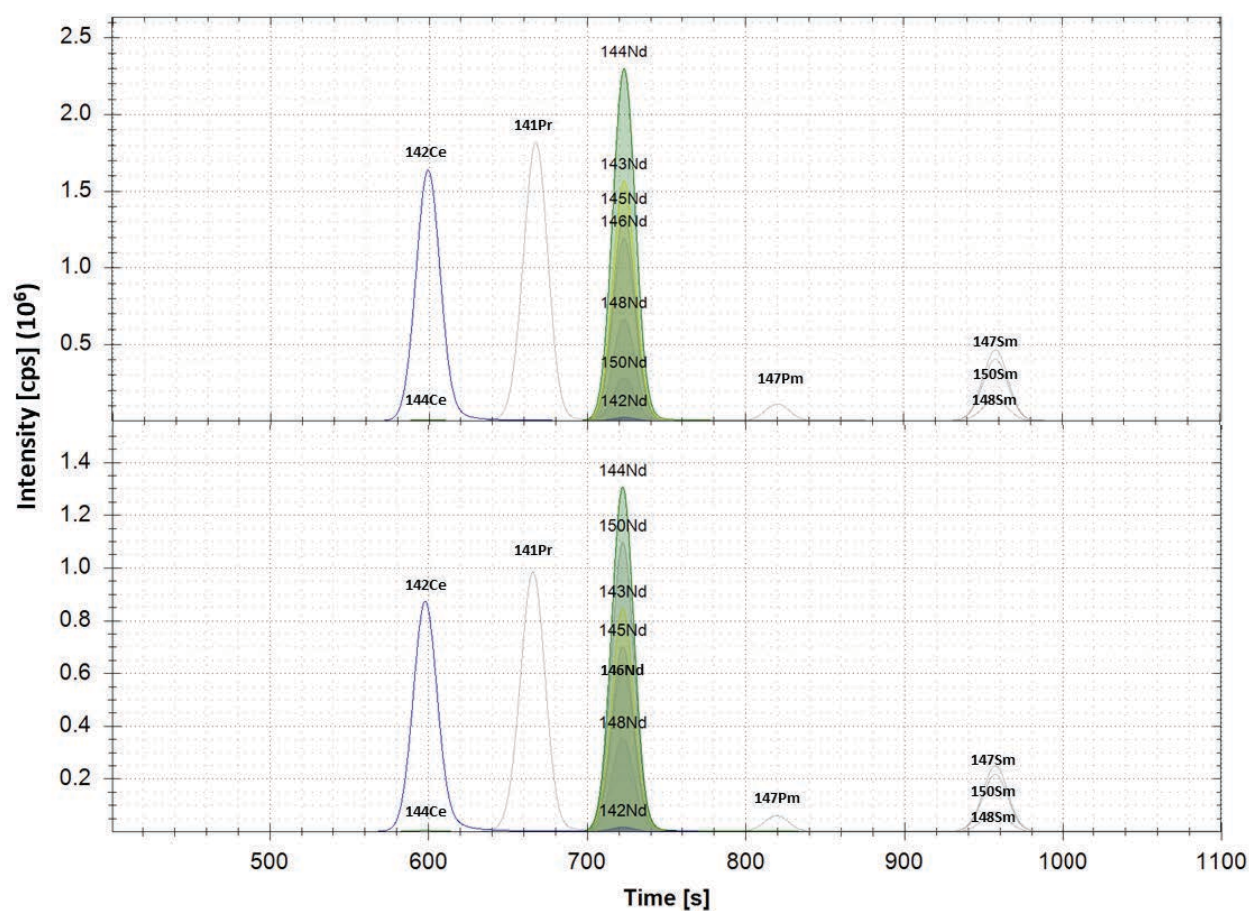 Intensity [cps] (10⁶)
2.5
2.0
1.5
1.0
0.5
144Nd
141Pr
142Ce
143Nd
145Nd
146Nd
148Nd
150Nd
142Nd
144Ce
147Pm
147Sm
150Sm
148Sm
1.4
1.2
1.0
0.8
0.6
0.4
0.2
144Nd
150Nd
141Pr
142Ce
143Nd
145Nd
146Nd
148Nd
142Nd
144Ce
147Pm
147Sm
150Sm
148Sm
500 600 700 800 900 1000 1100
Time [s]